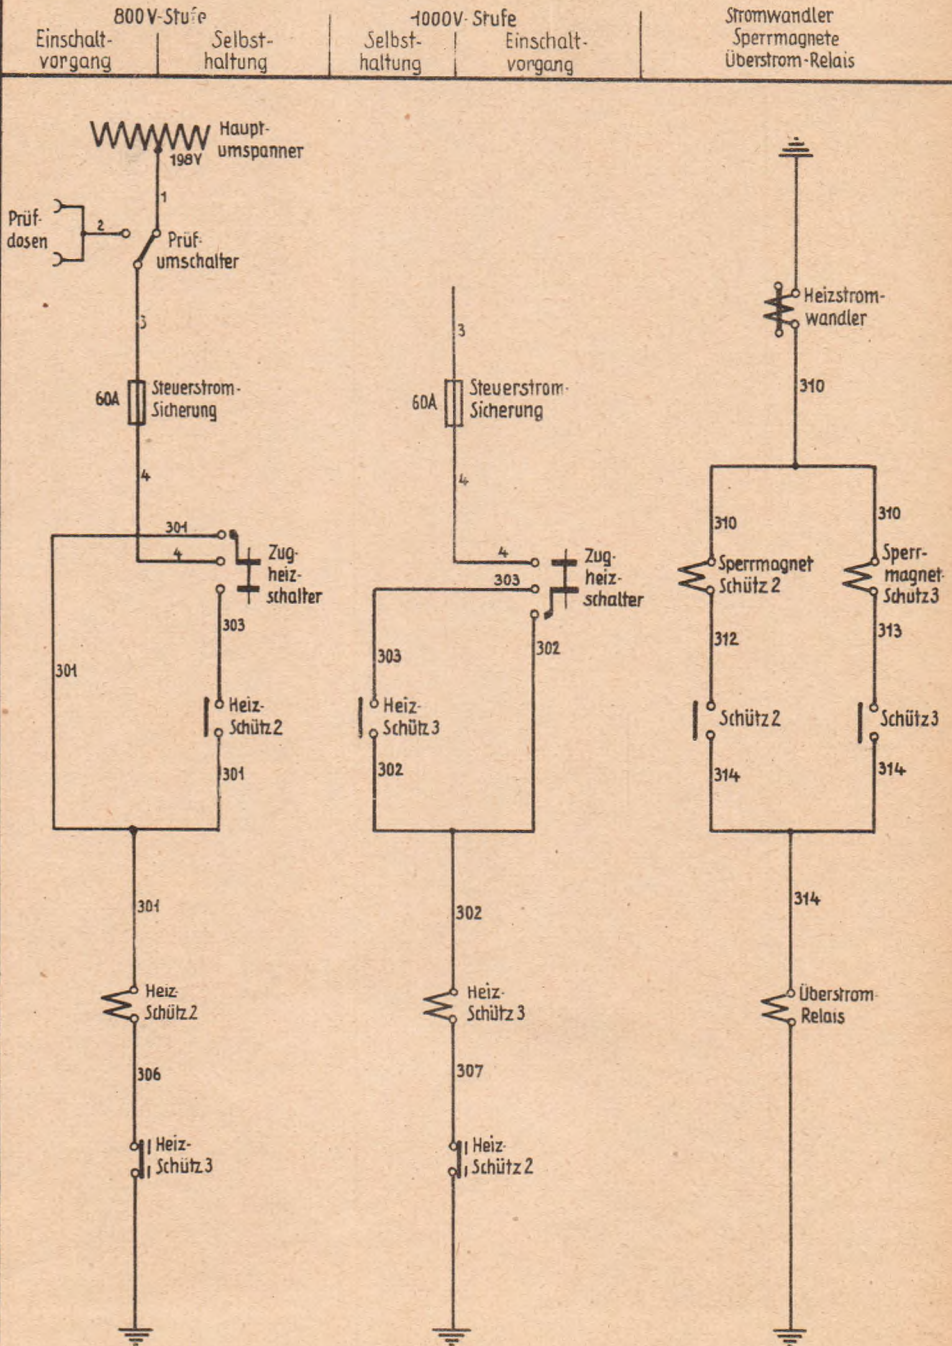 800V-Stufe
Einschalt-
vorgang
Selbst-
haltung
1000V-Stufe
Selbst-
haltung
Einschalt-
vorgang
Stromwandler
Sperrmagnete
Überstrom-Relais
Haupt-
umspanner
198V
1
Prüf-
dosen
2
Prüf-
umschalter
3
60A
Steuerstrom-
Sicherung
4
301
4
Zug-
heiz-
schalter
303
301
Heiz-
Schütz 2
301
301
Heiz-
Schütz 2
306
Heiz-
Schütz 3
3
60A
Steuerstrom-
Sicherung
4
4
303
Zug-
heiz-
schalter
302
303
Heiz-
Schütz 3
302
302
Heiz-
Schütz 3
307
Heiz-
Schütz 2
Heizstrom-
wandler
310
310
310
Sperrmagnet
Schütz 2
Sperr-
magnet-
Schütz 3
312
313
Schütz 2
Schütz 3
314
314
314
Überstrom-
Relais